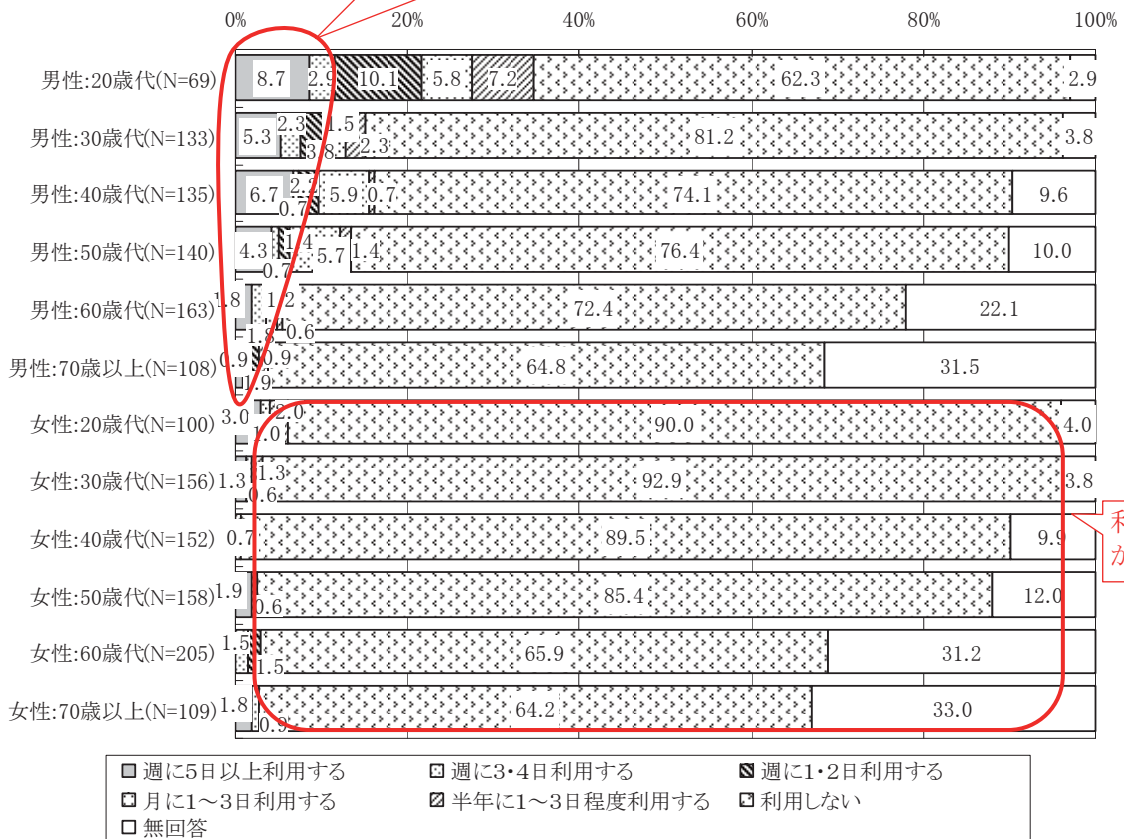 0% 20% 40% 60% 80% 100%
男性:20歳代(N=69) 8.7 2.9 10.1 5.8 7.2 62.3 2.9
男性:30歳代(N=133) 5.3 2.3 3.8 1.5 2.3 81.2 3.8
男性:40歳代(N=135) 6.7 2.2 0.7 5.9 0.7 74.1 9.6
男性:50歳代(N=140) 4.3 0.7 1.4 5.7 1.4 76.4 10.0
男性:60歳代(N=163) 1.8 1.8 1.2 0.6 72.4 22.1
男性:70歳以上(N=108) 0.9 1.9 0.9 64.8 31.5
女性:20歳代(N=100) 3.0 1.0 2.0 90.0 4.0
女性:30歳代(N=156) 1.3 0.6 1.3 92.9 3.8
女性:40歳代(N=152) 0.7 89.5 9.9
女性:50歳代(N=158) 1.9 0.6 85.4 12.0
女性:60歳代(N=205) 1.5 1.5 65.9 31.2
女性:70歳以上(N=109) 1.8 0.9 64.2 33.0
利
が
週に5日以上利用する 週に3・4日利用する 週に1・2日利用する
月に1～3日利用する 半年に1～3日程度利用する 利用しない
無回答